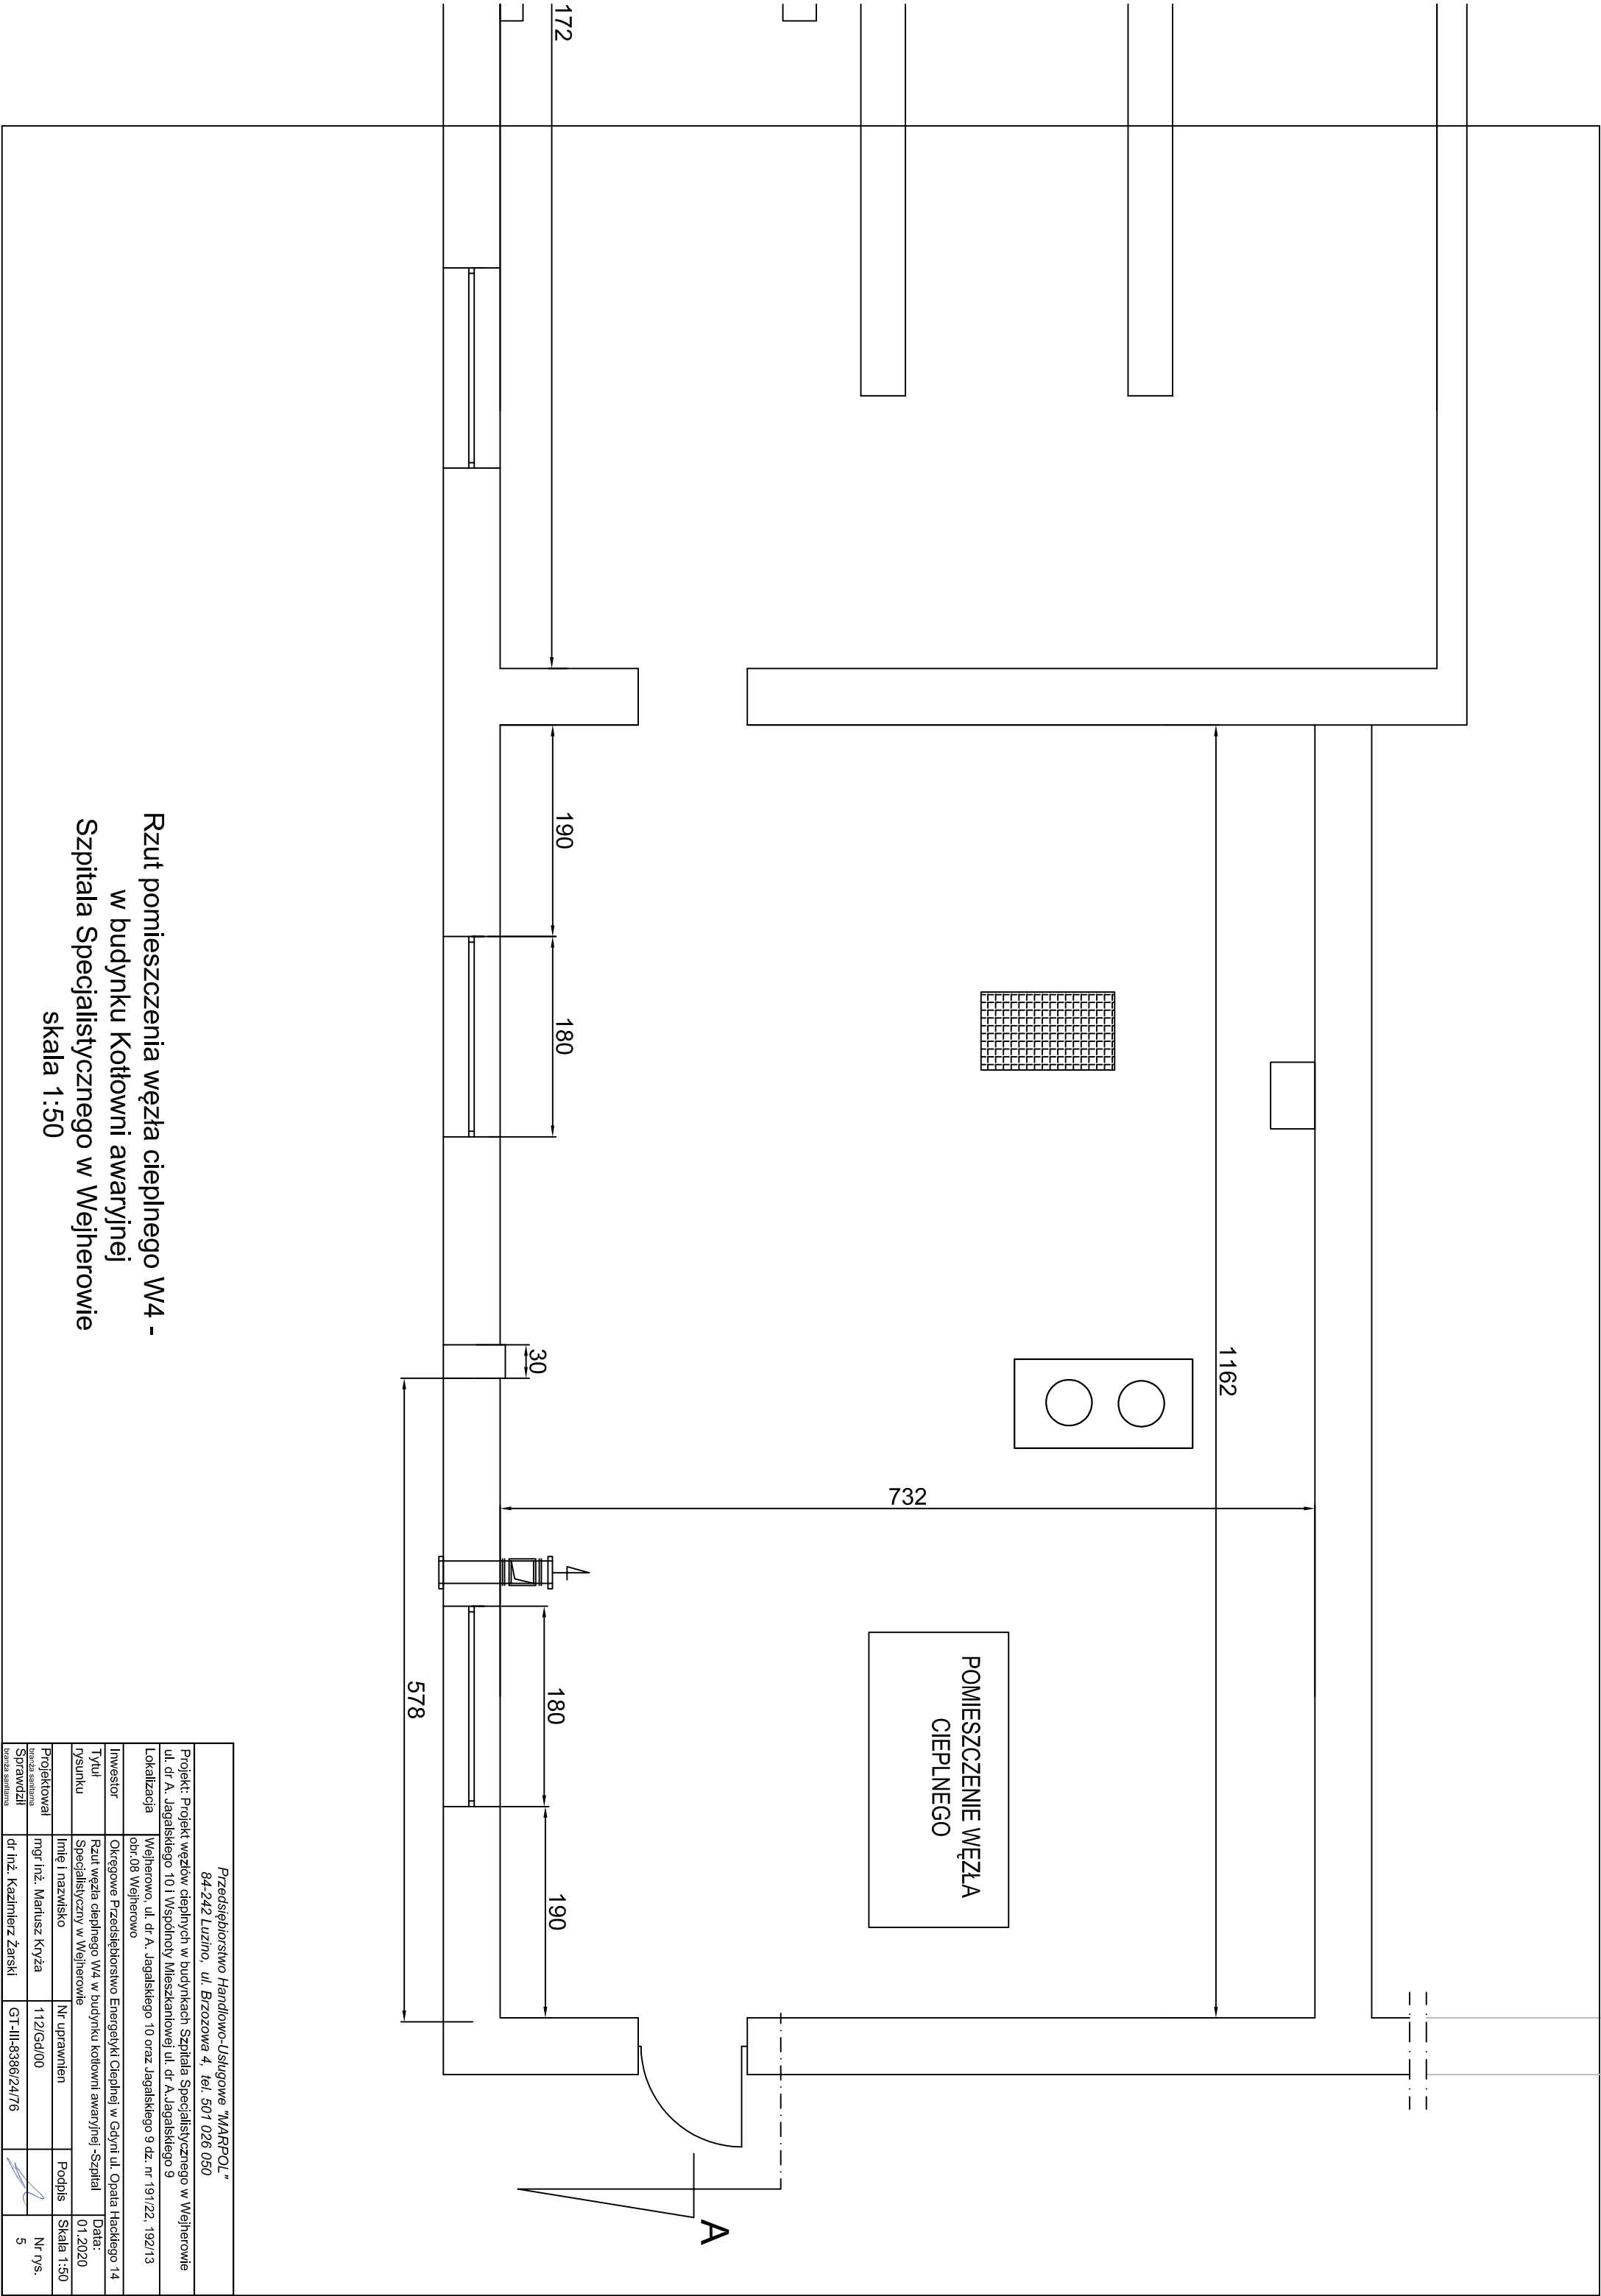 172
190
180
30
1162
732
180
578
190
POMIESZCZENIE WĘZŁA
CIEPLNEGO
A
Rzut pomieszczenia węzła cieplnego W4 -
w budynku Kotłowni awaryjnej
Szpitala Specjalistycznego w Wejherowie
skala 1:50
Przedsiębiorstwo Handlowo-Usługowe "MARPOL"
84-242 Luzino, ul. Brzozowa 4, tel. 501 026 050
Projekt: Projekt węzłów cieplnych w budynkach Szpitala Specjalistycznego w Wejherowie
ul. dr A. Jagalskiego 10 i Wspólnoty Mieszkaniowej ul. dr A.Jagalskiego 9
Lokalizacja
Wejherowo, ul. dr A. Jagalskiego 10 oraz Jagalskiego 9 dz. nr 191/22, 192/13
obr.08 Wejherowo
Inwestor
Okręgowe Przedsiębiorstwo Energetyki Cieplnej w Gdyni ul. Opata Hackiego 14
Tytuł
rysunku
Rzut węzła cieplnego W4 w budynku kotłowni awaryjnej -Szpital
Specjalistyczny w Wejherowie
Data:
01.2020
Imię i nazwisko
Nr uprawnien
Podpis
Skala 1:50
Projektował
branża sanitarna
mgr inż. Mariusz Kryża
112/Gd/00
Nr rys.
5
Sprawdził
branża sanitarna
dr inż. Kazimierz Żarski
GT-III-8386/24/76